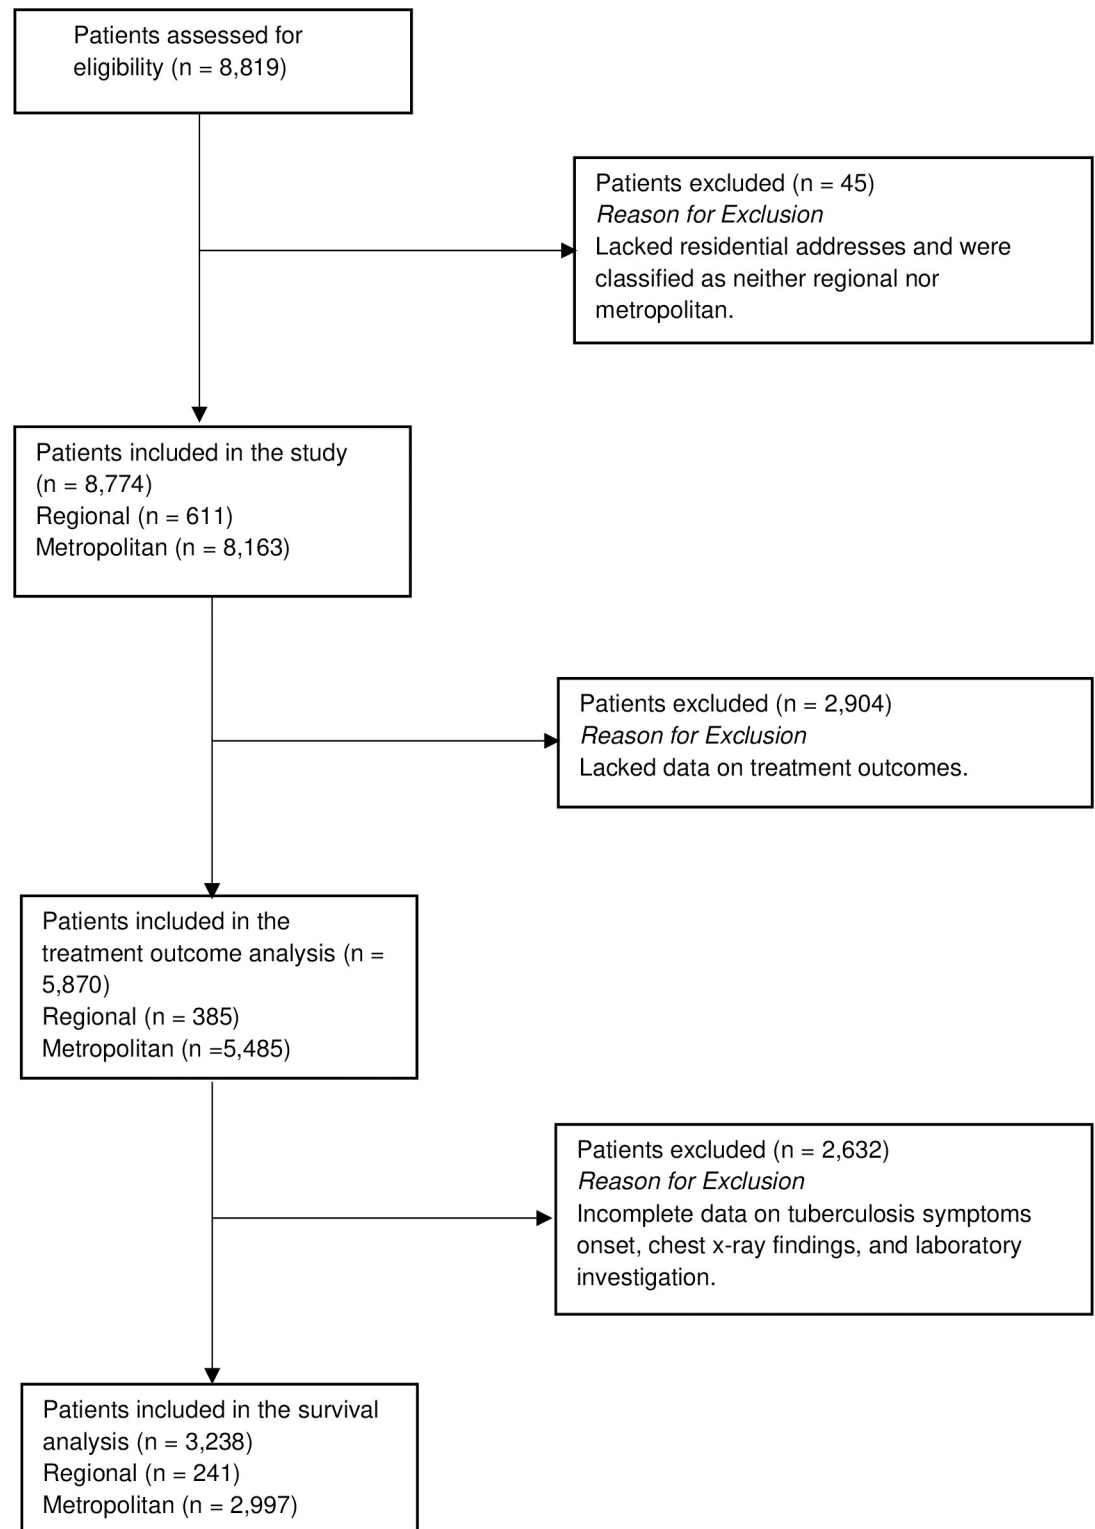 Patients assessed for
eligibility (n = 8,819)
Patients excluded (n = 45)
Reason for Exclusion
Lacked residential addresses and were
classified as neither regional nor
metropolitan.
Patients included in the study
(n = 8,774)
Regional (n = 611)
Metropolitan (n = 8,163)
Patients excluded (n = 2,904)
Reason for Exclusion
Lacked data on treatment outcomes.
Patients included in the
treatment outcome analysis (n =
5,870)
Regional (n = 385)
Metropolitan (n =5,485)
Patients excluded (n = 2,632)
Reason for Exclusion
Incomplete data on tuberculosis symptoms
onset, chest x-ray findings, and laboratory
investigation.
Patients included in the survival
analysis (n = 3,238)
Regional (n = 241)
Metropolitan (n = 2,997)